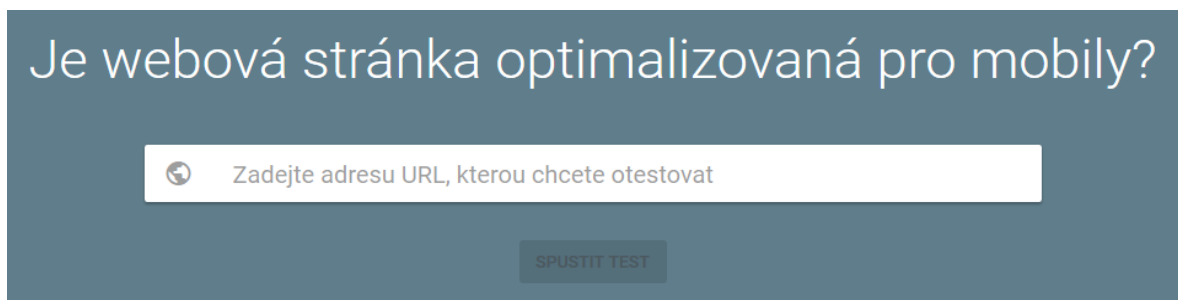 Je webová stránka optimalizovaná pro mobily?
Zadejte adresu URL, kterou chcete otestovat
SPUSTIT TEST